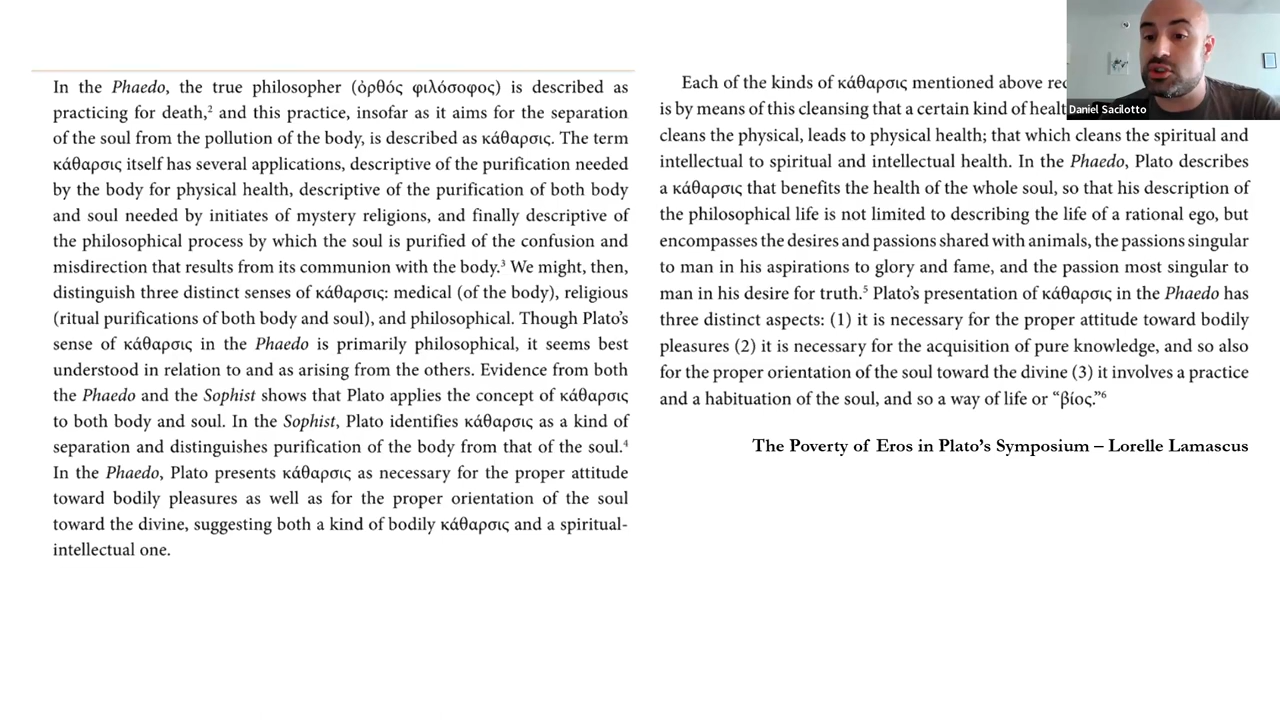 In the Phaedo, the true philosopher (ὀρθός φιλόσοφος) is described as
practicing for death,² and this practice, insofar as it aims for the separation
of the soul from the pollution of the body, is described as κάθαρσις. The term
κάθαρσις itself has several applications, descriptive of the purification needed
by the body for physical health, descriptive of the purification of both body
and soul needed by initiates of mystery religions, and finally descriptive of
the philosophical process by which the soul is purified of the confusion and
misdirection that results from its communion with the body.³ We might, then,
distinguish three distinct senses of κάθαρσις: medical (of the body), religious
(ritual purifications of both body and soul), and philosophical. Though Plato’s
sense of κάθαρσις in the Phaedo is primarily philosophical, it seems best
understood in relation to and as arising from the others. Evidence from both
the Phaedo and the Sophist shows that Plato applies the concept of κάθαρσις
to both body and soul. In the Sophist, Plato identifies κάθαρσις as a kind of
separation and distinguishes purification of the body from that of the soul.⁴
In the Phaedo, Plato presents κάθαρσις as necessary for the proper attitude
toward bodily pleasures as well as for the proper orientation of the soul
toward the divine, suggesting both a kind of bodily κάθαρσις and a spiritual-
intellectual one.
Each of the kinds of κάθαρσις mentioned above
is by means of this cleansing that a certain kind of
cleans the physical, leads to physical health; that which cleans the spiritual and
intellectual to spiritual and intellectual health. In the Phaedo, Plato describes
a κάθαρσις that benefits the health of the whole soul, so that his description of
the philosophical life is not limited to describing the life of a rational ego, but
encompasses the desires and passions shared with animals, the passions singular
to man in his aspirations to glory and fame, and the passion most singular to
man in his desire for truth.⁵ Plato’s presentation of κάθαρσις in the Phaedo has
three distinct aspects: (1) it is necessary for the proper attitude toward bodily
pleasures (2) it is necessary for the acquisition of pure knowledge, and so also
for the proper orientation of the soul toward the divine (3) it involves a practice
and a habituation of the soul, and so a way of life or “βίος.”⁶
The Poverty of Eros in Plato’s Symposium – Lorelle Lamascus
Daniel Sacilotto